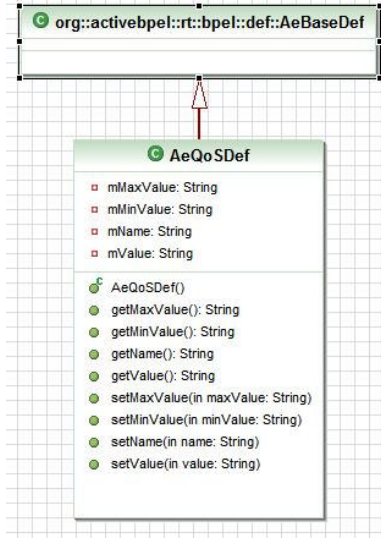 org::activebpel::rt::bpel::def::AeBaseDef
AeQoSDef
mMaxValue: String
mMinValue: String
mName: String
mValue: String
AeQoSDef()
getMaxValue(): String
getMinValue(): String
getName(): String
getValue(): String
setMaxValue(in maxValue: String)
setMinValue(in minValue: String)
setName(in name: String)
setValue(in value: String)